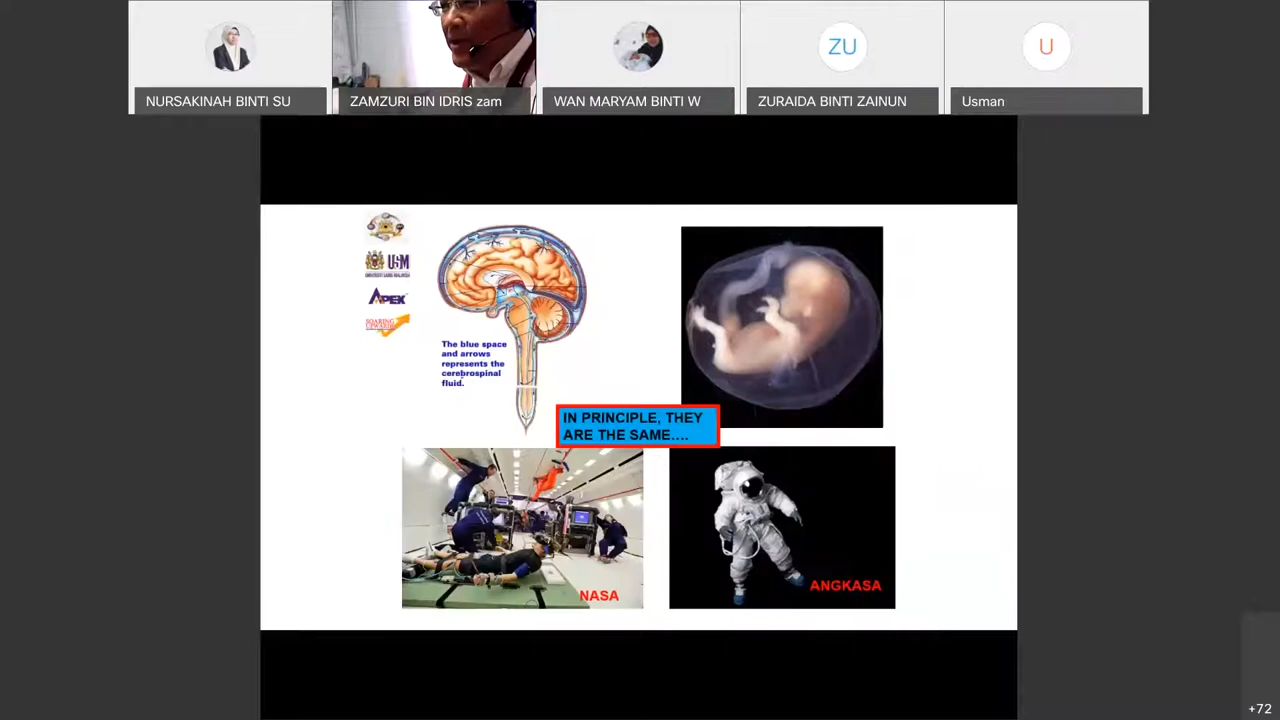 NURSAKINAH BINTI SU
ZAMZURI BIN IDRIS zam
WAN MARYAM BINTI W
ZU
ZURAIDA BINTI ZAINUN
U
Usman
USM
UNIVERSITI SAINS MALAYSIA
APEX
SOARING
UPWARDS
The blue space
and arrows
represents the
cerebrospinal
fluid.
IN PRINCIPLE, THEY
ARE THE SAME....
NASA
ANGKASA
+72